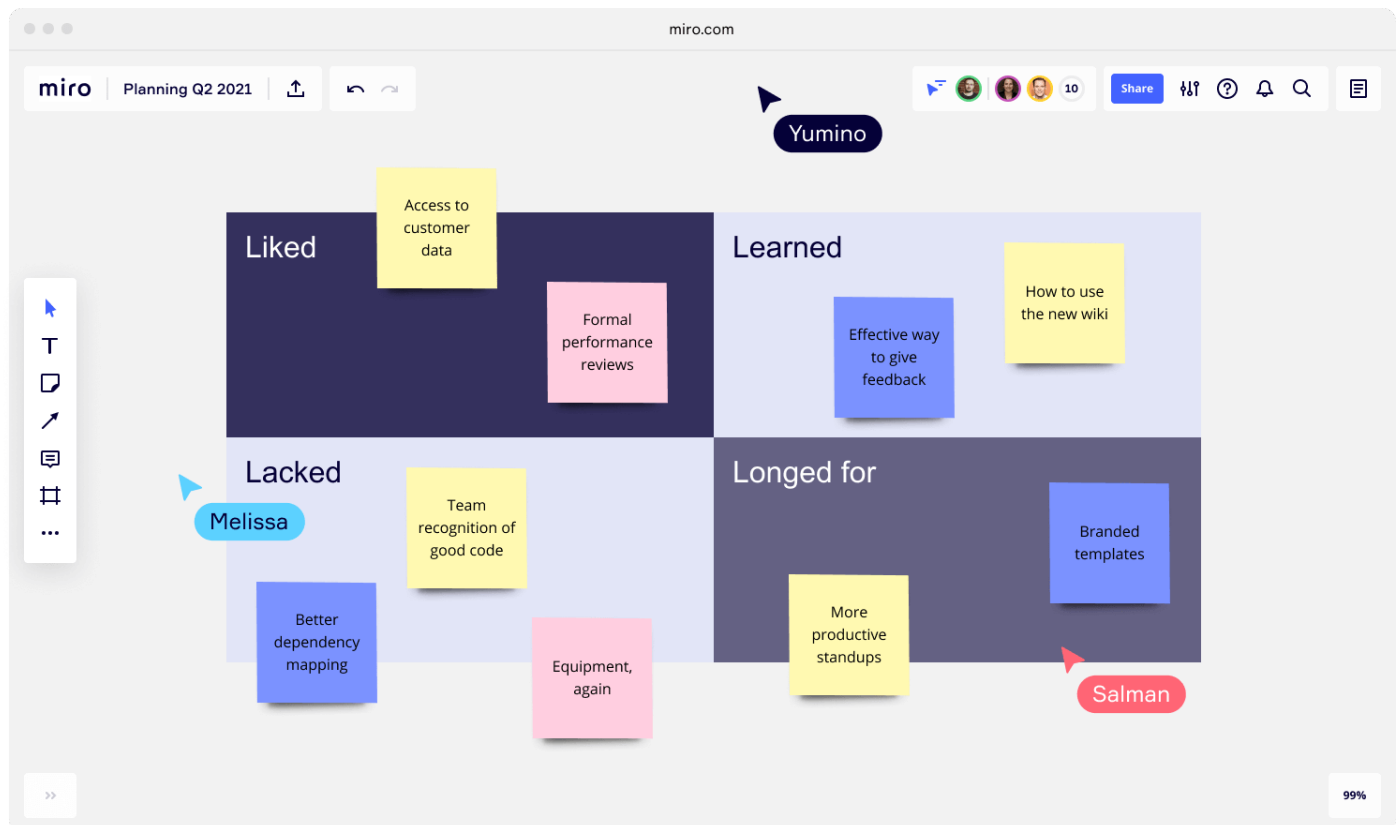 miro.com
miro
Planning Q2 2021
10
Share
Yumino
Liked
Access to
customer
data
Formal
performance
reviews
Learned
Effective way
to give
feedback
How to use
the new wiki
Lacked
Team
recognition of
good code
Better
dependency
mapping
Equipment,
again
Melissa
Longed for
More
productive
standups
Branded
templates
Salman
99%